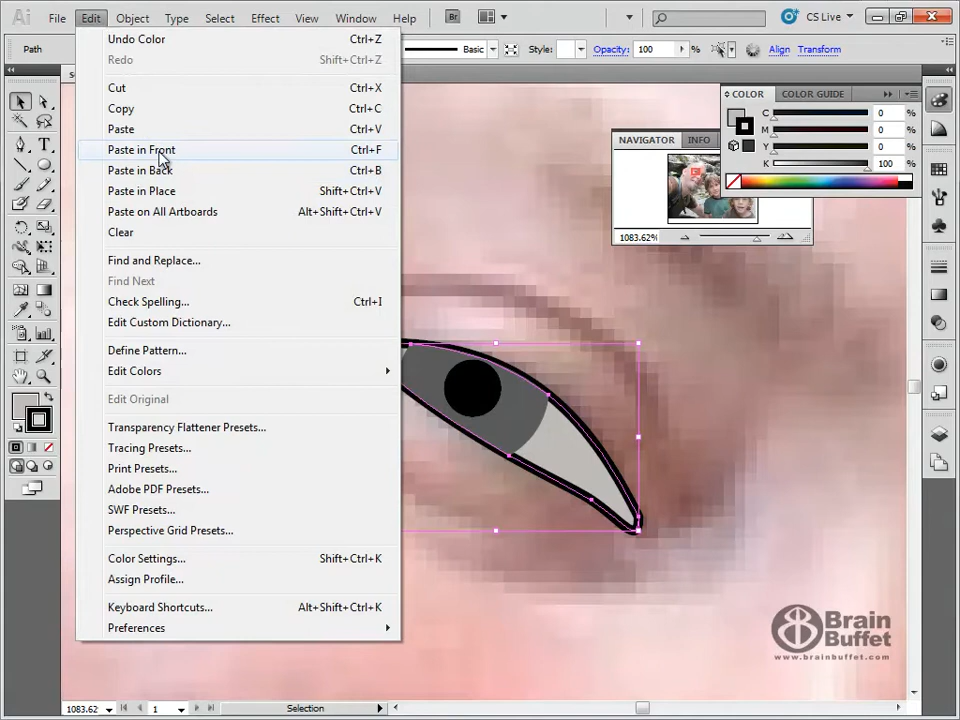 Ai File Edit Object Type Select Effect View Window Help Br CS Live
Path Basic Style: Opacity: 100 Align Transform
Undo Color Ctrl+Z
Redo Shift+Ctrl+Z
Cut Ctrl+X
Copy Ctrl+C
Paste Ctrl+V
Paste in Front Ctrl+F
Paste in Back Ctrl+B
Paste in Place Shift+Ctrl+V
Paste on All Artboards Alt+Shift+Ctrl+V
Clear
Find and Replace...
Find Next
Check Spelling... Ctrl+I
Edit Custom Dictionary...
Define Pattern...
Edit Colors
Edit Original
Transparency Flattener Presets...
Tracing Presets...
Print Presets...
Adobe PDF Presets...
SWF Presets...
Perspective Grid Presets...
Color Settings... Shift+Ctrl+K
Assign Profile...
Keyboard Shortcuts... Alt+Shift+Ctrl+K
Preferences
COLOR COLOR GUIDE
C 0 %
M 0 %
Y 0 %
K 100 %
NAVIGATOR INFO
1083.62%
Brain
Buffet
www.brainbuffet.com
1083.62 1 Selection